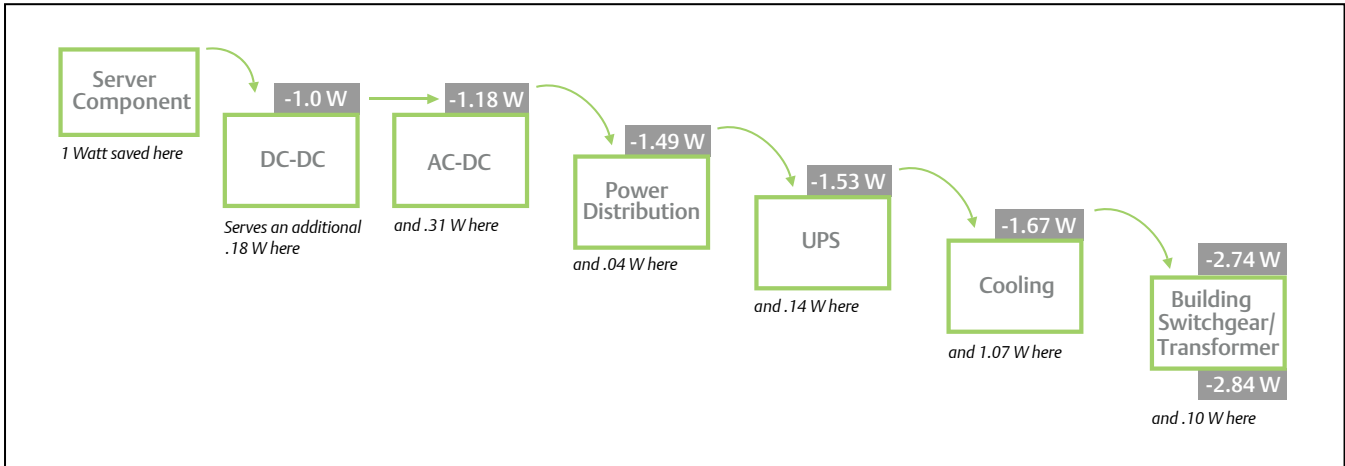 Server
Component
1 Watt saved here
-1.0 W
DC-DC
Serves an additional
.18 W here
-1.18 W
AC-DC
and .31 W here
-1.49 W
Power
Distribution
and .04 W here
-1.53 W
UPS
and .14 W here
-1.67 W
Cooling
and 1.07 W here
-2.74 W
Building
Switchgear/
Transformer
-2.84 W
and .10 W here